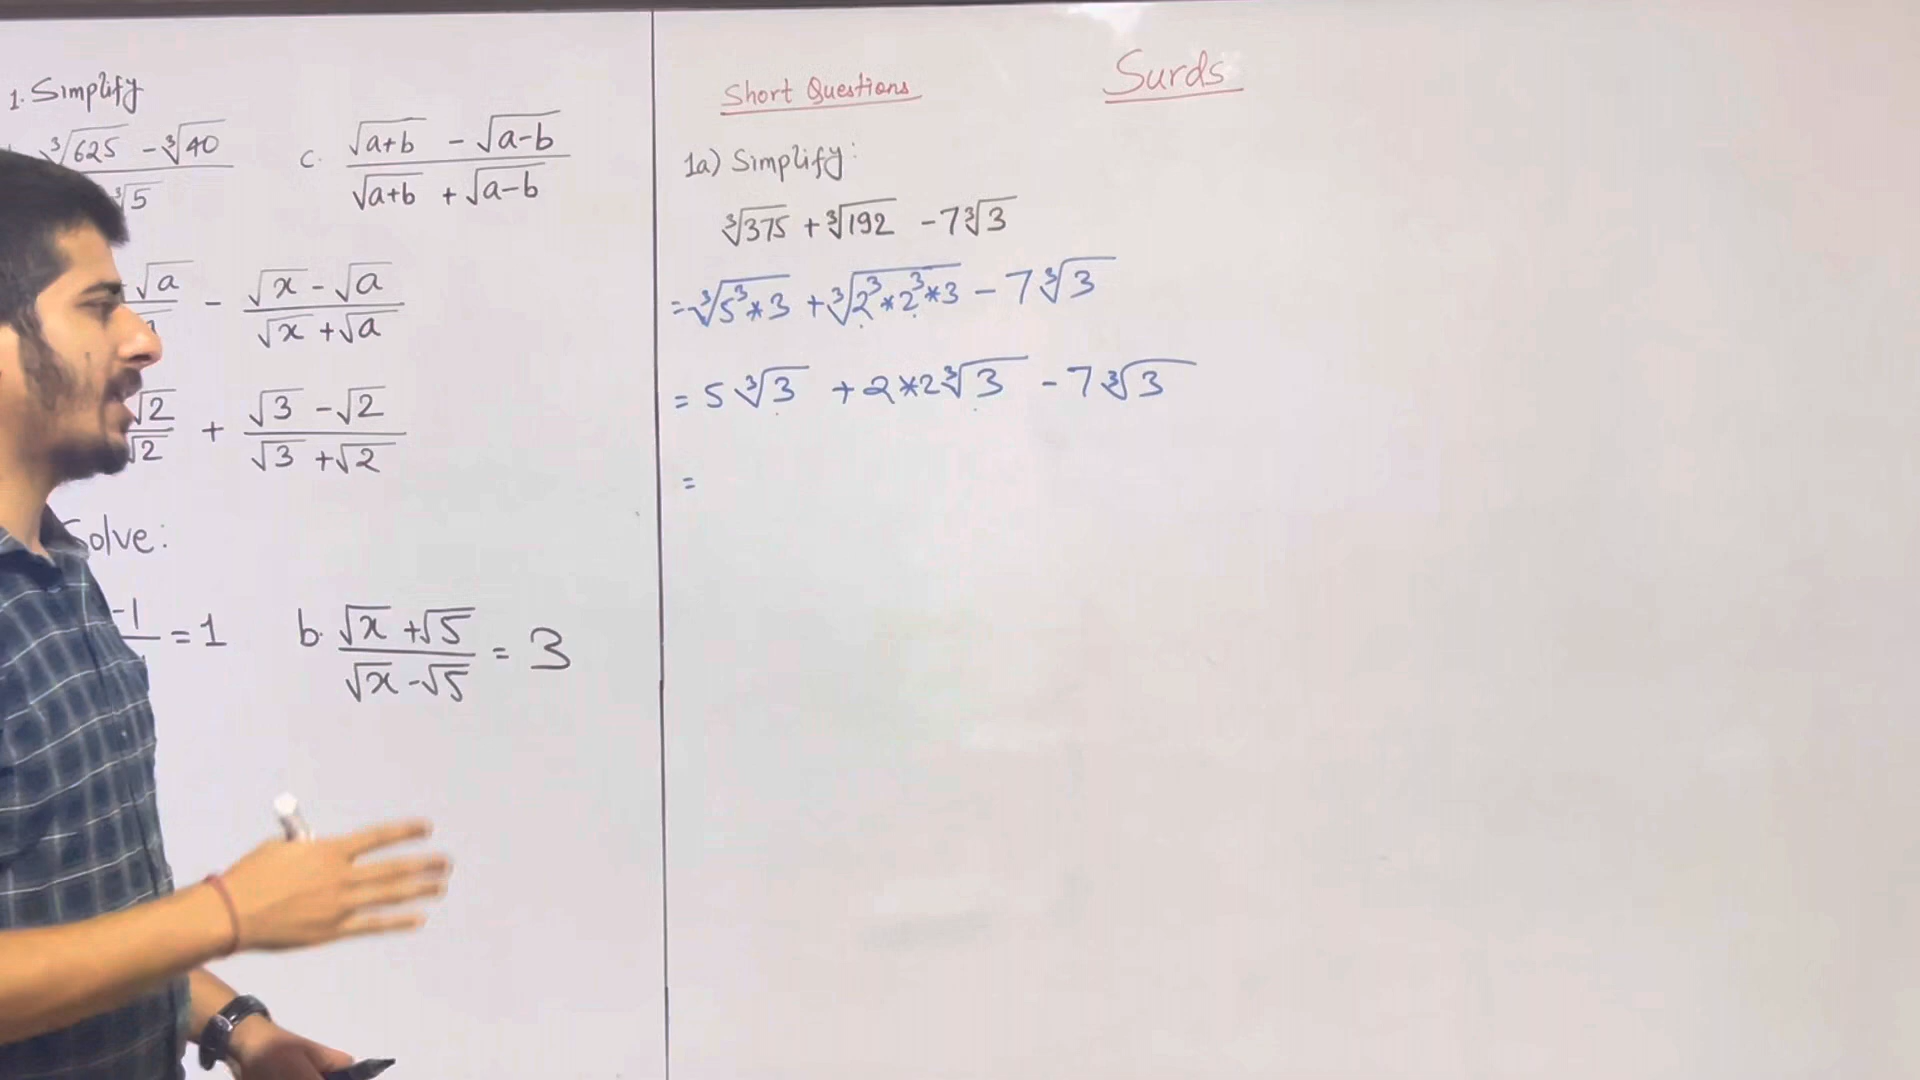 1. Simplify
∛625 - ∛40
∛5
c. (√(a+b) - √(a-b)) / (√(a+b) + √(a-b))
√a - (√x - √a) / (√x + √a)
√2 / √2 + (√3 - √2) / (√3 + √2)
Solve:
-1 = 1
b. (√x + √5) / (√x - √5) = 3
Surds
Short Questions
1a) Simplify:
∛375 + ∛192 - 7∛3
= ∛(5³*3) + ∛(2³*2³*3) - 7∛3
= 5∛3 + 2*2∛3 - 7∛3
=